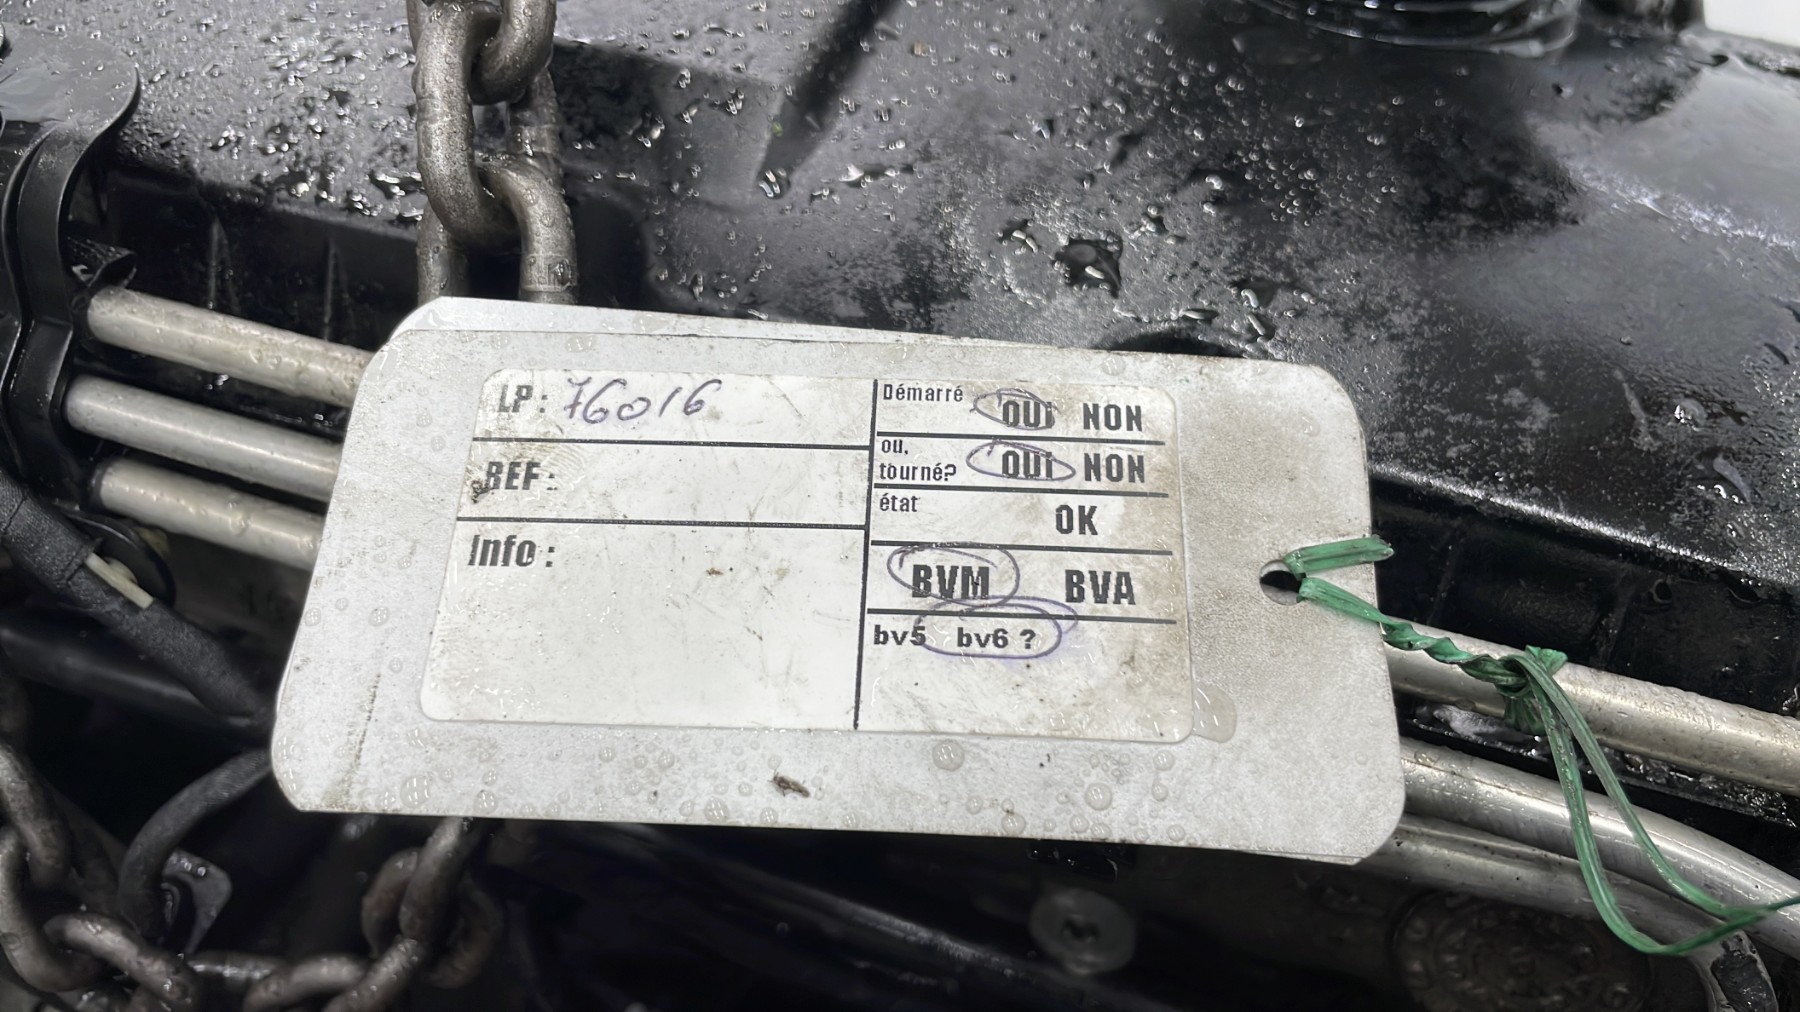 LP : 76016
REF :
Info :
Démarré OUI NON
ou,
tourné? OUI NON
état OK
BVM BVA
bv5 bv6 ?